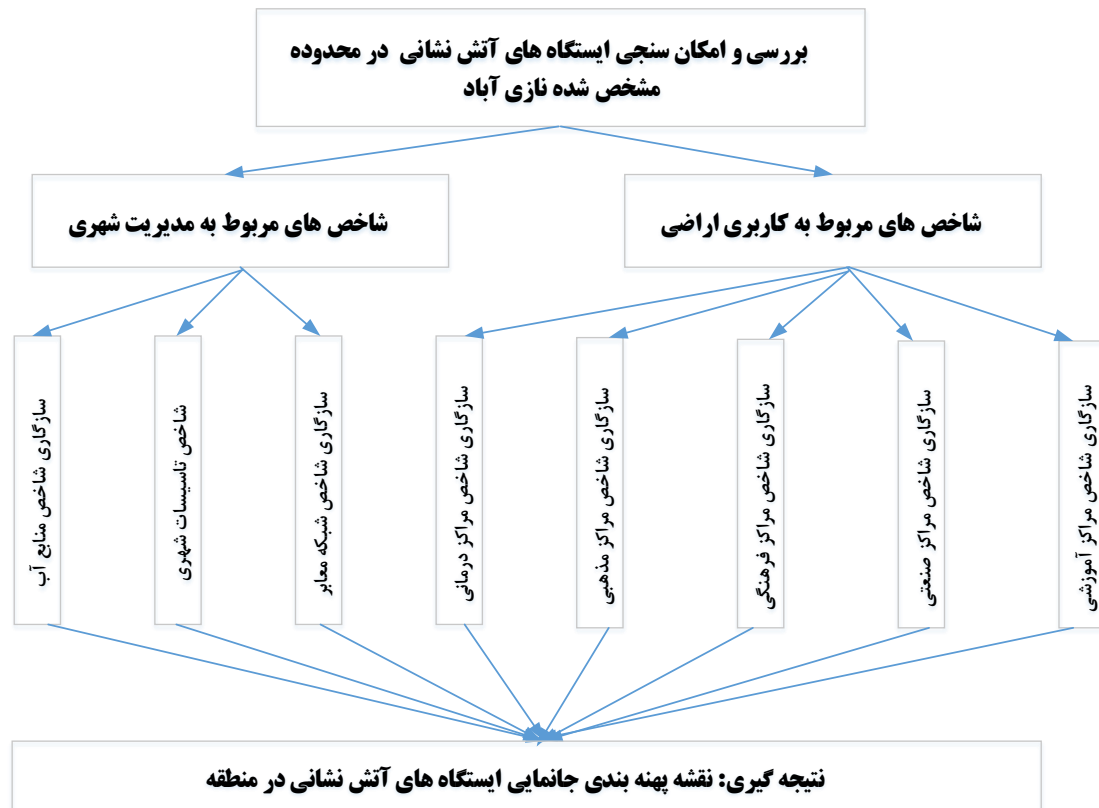 بررسی و امکان سنجی ایستگاه های آتش نشانی در محدوده
مشخص شده نازی آباد
شاخص های مربوط به کاربری اراضی
شاخص های مربوط به مدیریت شهری
سازگاری شاخص مراکز آموزشی
سازگاری شاخص مراکز صنعتی
سازگاری شاخص مراکز فرهنگی
سازگاری شاخص مراکز مذهبی
سازگاری شاخص مراکز درمانی
سازگاری شاخص شبکه معابر
شاخص تاسیسات شهری
سازگاری شاخص منابع آب
نتیجه گیری: نقشه پهنه بندی جانمایی ایستگاه های آتش نشانی در منطقه